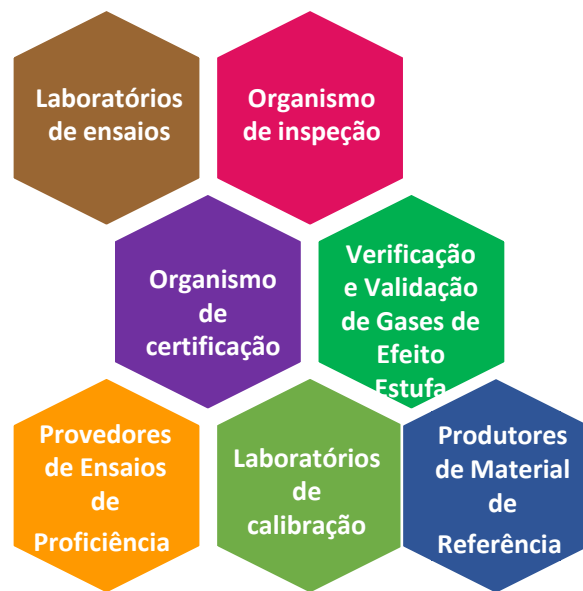 Laboratórios
de ensaios
Organismo
de inspeção
Organismo
de
certificação
Verificação
e Validação
de Gases de
Efeito
Estufa
Provedores
de Ensaios
de
Proficiência
Laboratórios
de
calibração
Produtores
de Material
de
Referência